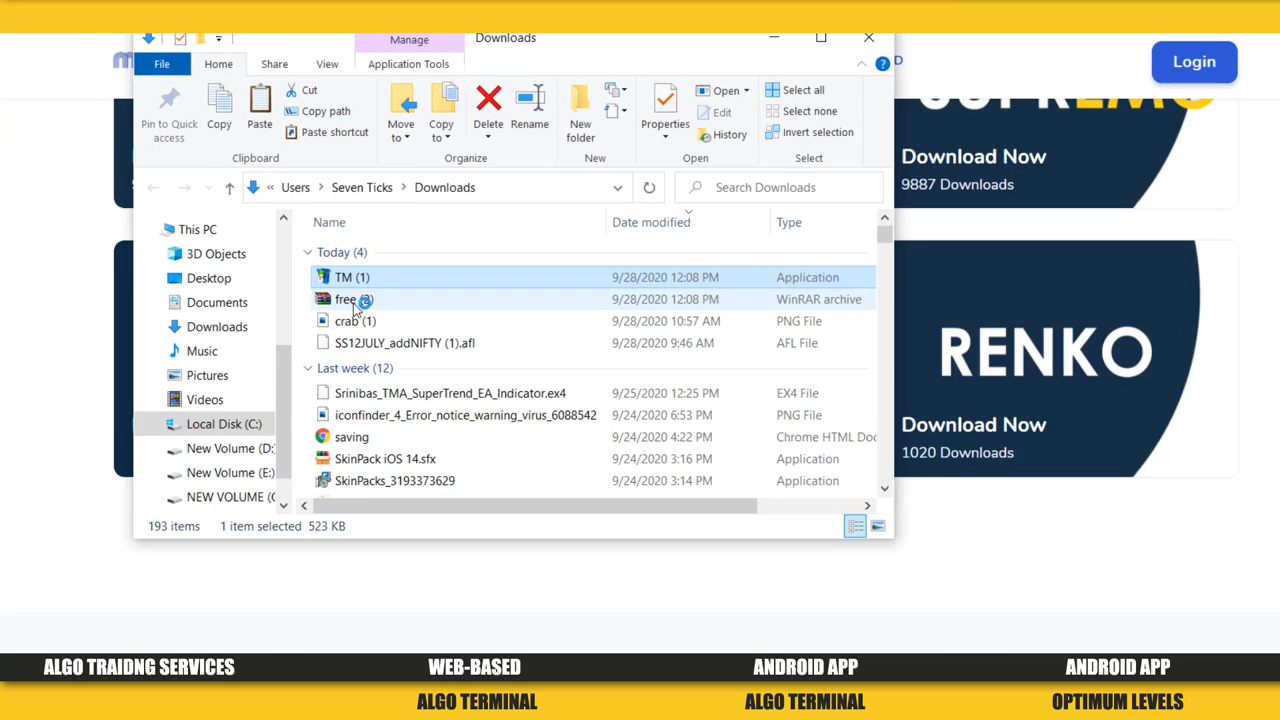 Manage
Downloads
File
Home
Share
View
Application Tools
Login
Pin to Quick access
Copy
Paste
Cut
Copy path
Paste shortcut
Move to
Copy to
Delete
Rename
New folder
Properties
Open
Edit
History
Select all
Select none
Invert selection
Clipboard
Organize
New
Open
Select
« Users > Seven Ticks > Downloads
Search Downloads
Name
Date modified
Type
This PC
3D Objects
Desktop
Documents
Downloads
Music
Pictures
Videos
Local Disk (C:)
New Volume (D:
New Volume (E:)
NEW VOLUME (
Today (4)
TM (1) 9/28/2020 12:08 PM Application
free 9/28/2020 12:08 PM WinRAR archive
crab (1) 9/28/2020 10:57 AM PNG File
SS12JULY_addNIFTY (1).afl 9/28/2020 9:46 AM AFL File
Last week (12)
Srinibas_TMA_SuperTrend_EA_Indicator.ex4 9/25/2020 12:25 PM EX4 File
iconfinder_4_Error_notice_warning_virus_6088542 9/24/2020 6:53 PM PNG File
saving 9/24/2020 4:22 PM Chrome HTML Doc
SkinPack iOS 14.sfx 9/24/2020 3:16 PM Application
SkinPacks_3193373629 9/24/2020 3:14 PM Application
193 items
1 item selected 523 KB
Download Now
9887 Downloads
RENKO
Download Now
1020 Downloads
ALGO TRAIDNG SERVICES
WEB-BASED
ALGO TERMINAL
ANDROID APP
ALGO TERMINAL
ANDROID APP
OPTIMUM LEVELS